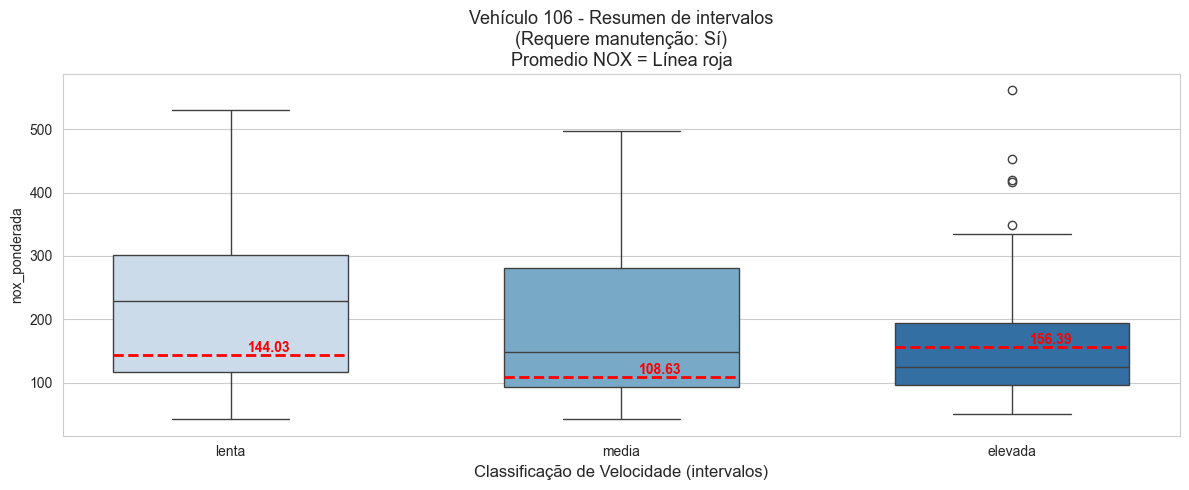 Vehículo 106 - Resumen de intervalos
(Requere manutenção: Sí)
Promedio NOX = Línea roja
nox_ponderada
500
400
300
200
100
144.03
108.63
156.39
lenta
media
elevada
Classificação de Velocidade (intervalos)